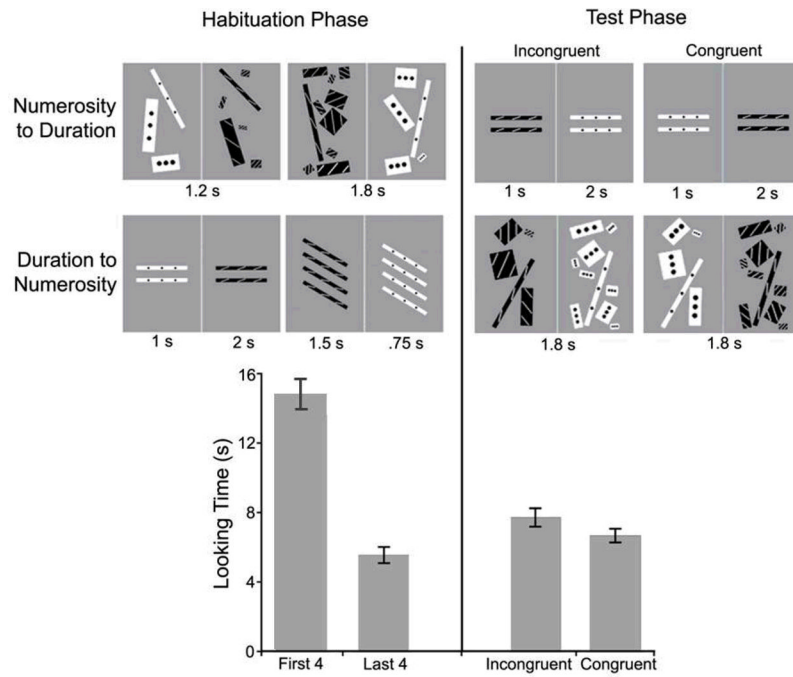 Habituation Phase
Test Phase
Incongruent
Congruent
Numerosity
to Duration
1.2 s
1.8 s
1 s
2 s
1 s
2 s
Duration to
Numerosity
1 s
2 s
1.5 s
.75 s
1.8 s
1.8 s
Looking Time (s)
16
12
8
4
0
First 4
Last 4
Incongruent
Congruent